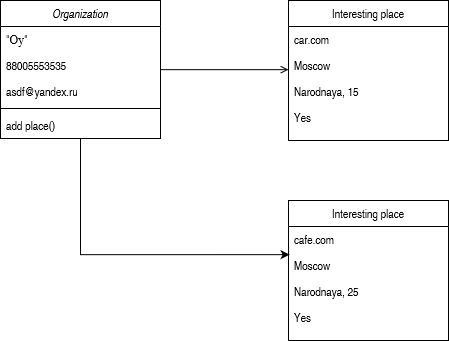 Organization
"Oy"
88005553535
asdf@yandex.ru
add place()
Interesting place
car.com
Moscow
Narodnaya, 15
Yes
Interesting place
cafe.com
Moscow
Narodnaya, 25
Yes